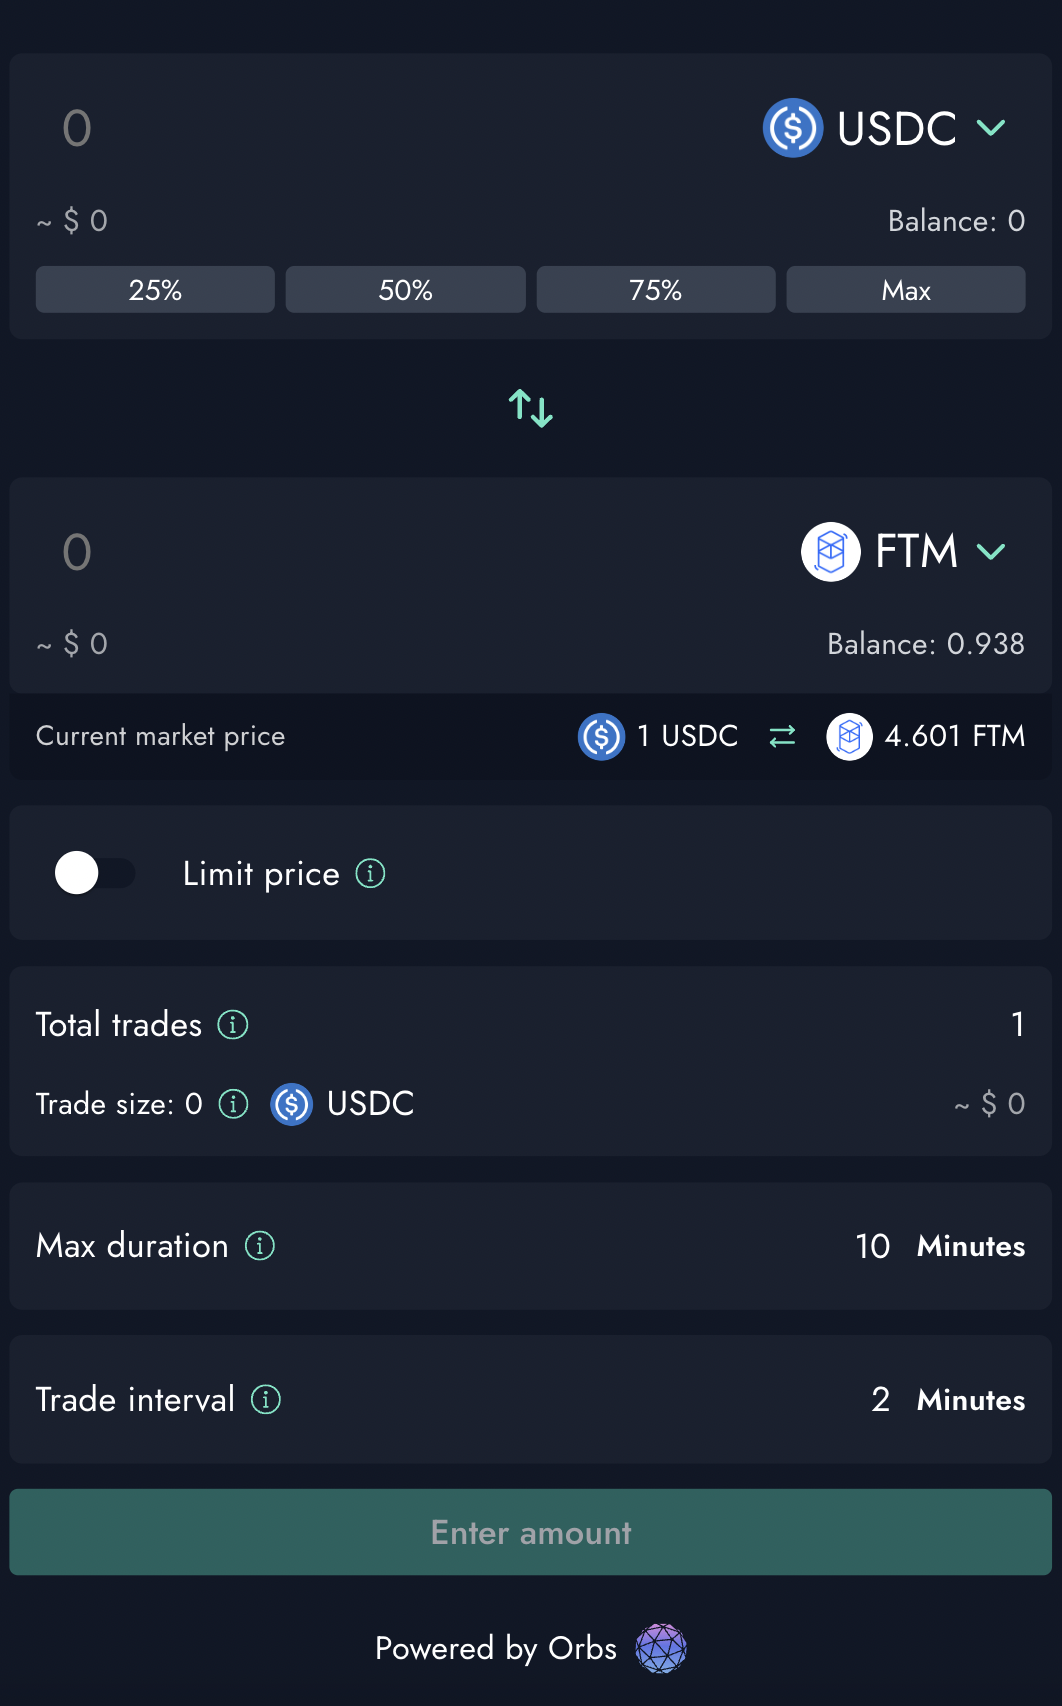 0 USDC
~ $ 0 Balance: 0
25% 50% 75% Max
0 FTM
~ $ 0 Balance: 0.938
Current market price 1 USDC 4.601 FTM
Limit price
Total trades 1
Trade size: 0 USDC ~ $ 0
Max duration 10 Minutes
Trade interval 2 Minutes
Enter amount
Powered by Orbs